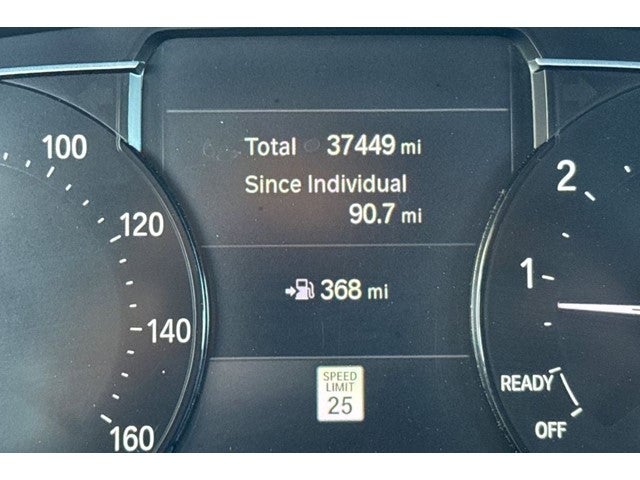 100
120
140
160
Total 37449 mi
Since Individual
90.7 mi
368 mi
SPEED
LIMIT
25
2
1
READY
OFF